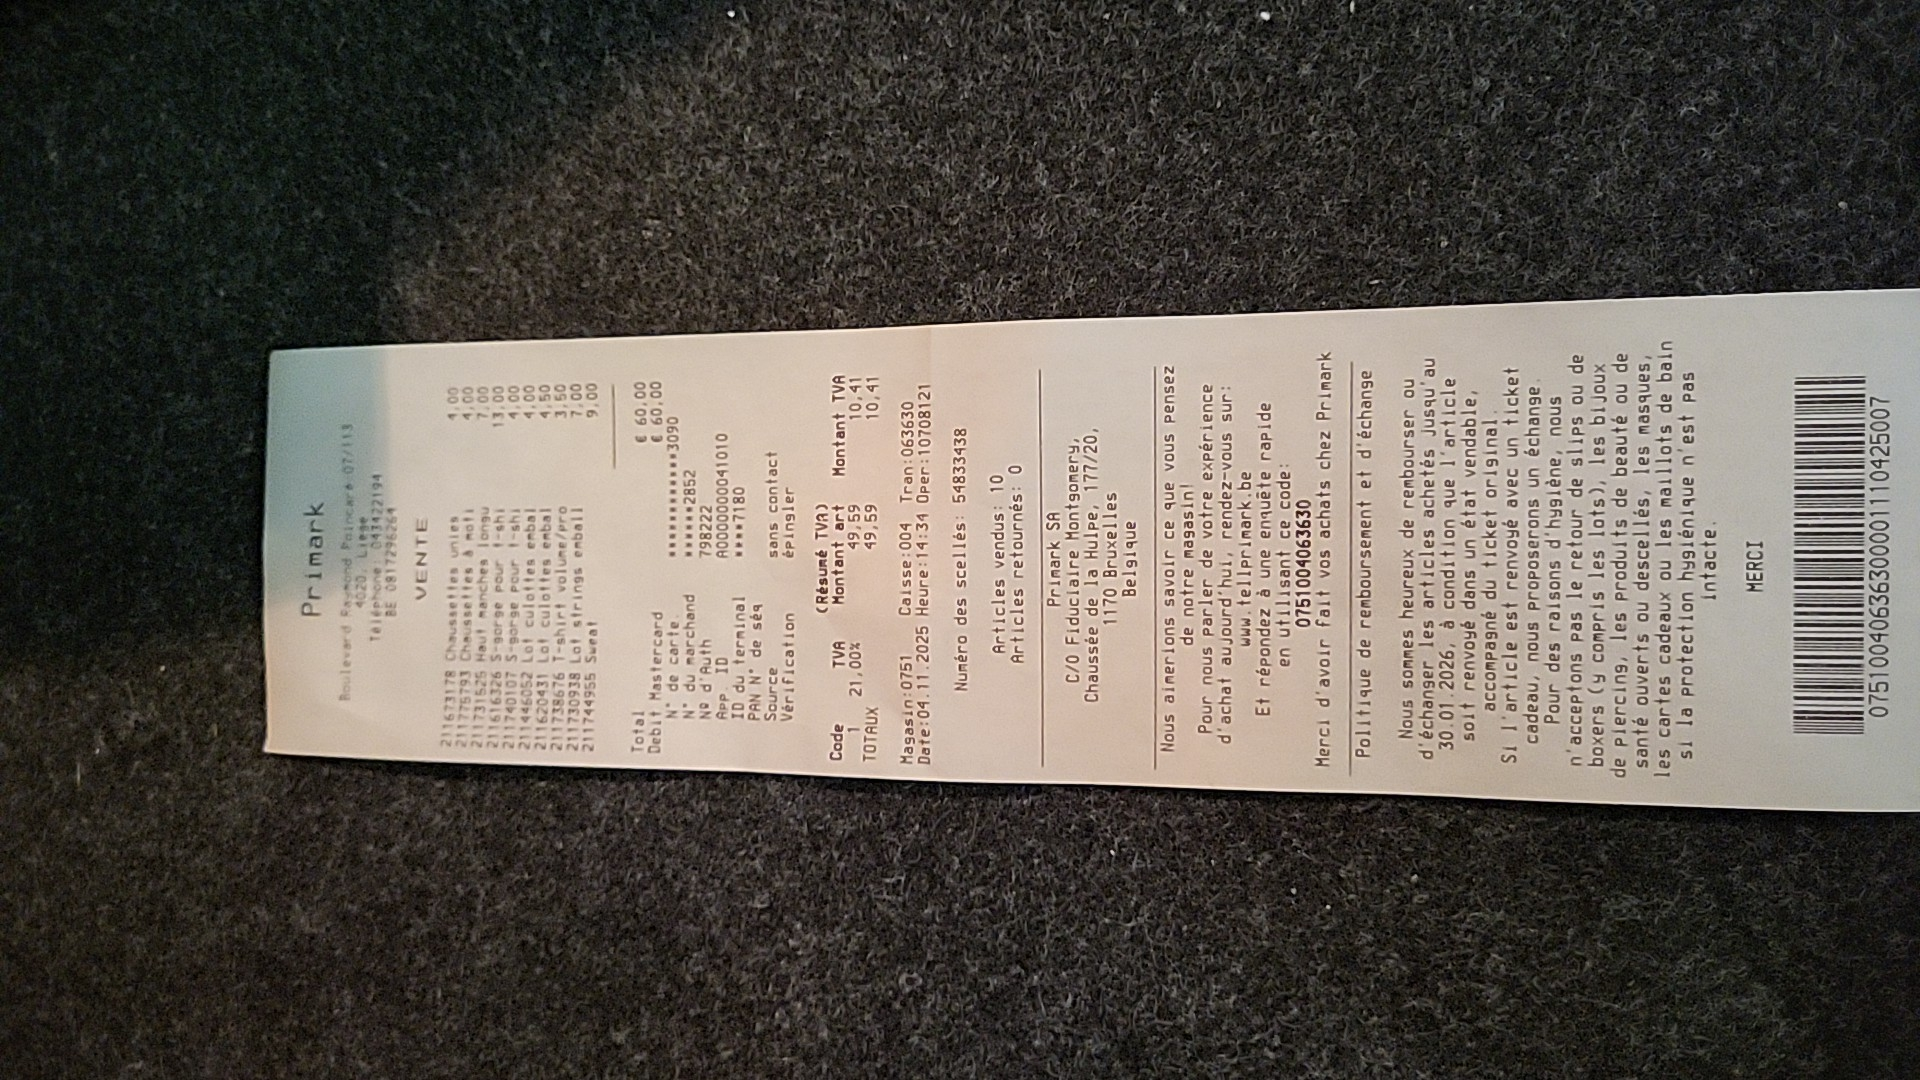 Primark
Boulevard Raymond Poincaré 07/113
4020, Liege
Téléphone: 043422194
BE 0817296264
VENTE
211673178 Chaussettes unies 4,00
211775793 Chaussettes à moti 4,00
211731525 Haut manches longu 7,00
211616326 S-gorge pour t-shi 13,00
211740107 S-gorge pour t-shi 4,00
211446052 Lot culottes embal 4,00
211620431 Lot culottes embal 4,50
211738676 T-shirt volume/pro 3,50
211730938 Lot strings emball 7,00
211744955 Sweat 9,00
Total € 60,00
Debit Mastercard € 60,00
N° de carte. ************3090
N° du marchand ******2852
Nº d'Auth 798222
App. ID A0000000041010
ID du terminal ****7180
PAN N° de séq
Source sans contact
Vérification épingler
(Résumé TVA)
Code TVA Montant art Montant TVA
1 21,00% 49,59 10,41
TOTAUX 49,59 10,41
Magasin:0751 Caisse:004 Tran:063630
Date:04.11.2025 Heure:14:34 Oper:10708121
Numéro des scellés: 54833438
Articles vendus: 10
Articles retournés: 0
Primark SA
C/O Fiduciaire Montgomery,
Chaussée de la Hulpe, 177/20,
1170 Bruxelles
Belgique
Nous aimerions savoir ce que vous pensez
de notre magasin!
Pour nous parler de votre expérience
d'achat aujourd'hui, rendez-vous sur:
www.tellprimark.be
Et répondez à une enquête rapide
en utilisant ce code:
0751004063630
Merci d'avoir fait vos achats chez Primark
Politique de remboursement et d'échange
Nous sommes heureux de rembourser ou
d'échanger les articles achetés jusqu'au
30.01.2026, à condition que l'article
soit renvoyé dans un état vendable,
accompagné du ticket original.
Si l'article est renvoyé avec un ticket
cadeau, nous proposerons un échange.
Pour des raisons d'hygiène, nous
n'acceptons pas le retour de slips ou de
boxers (y compris les lots), les bijoux
de piercing, les produits de beauté ou de
santé ouverts ou descellés, les masques,
les cartes cadeaux ou les maillots de bain
si la protection hygiénique n'est pas
intacte.
MERCI
0751004063630001110425007